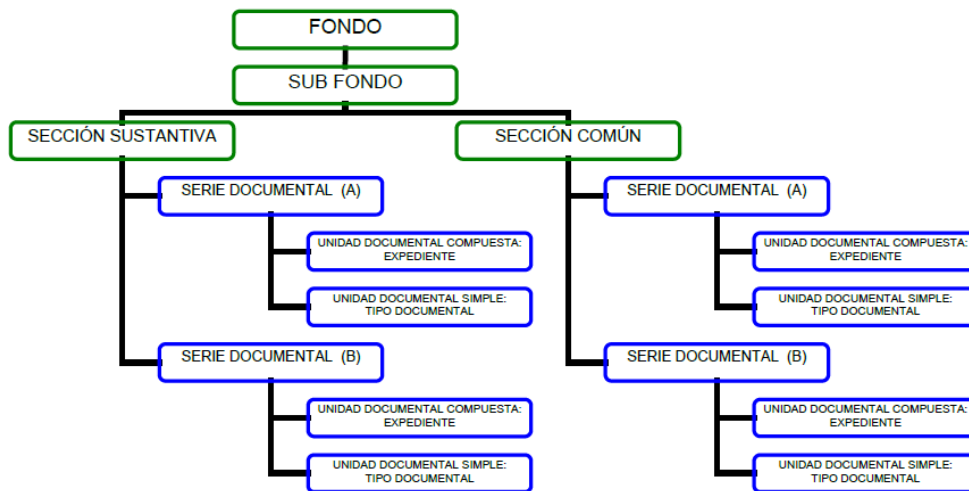 FONDO
SUB FONDO
SECCIÓN SUSTANTIVA
SERIE DOCUMENTAL (A)
UNIDAD DOCUMENTAL COMPUESTA:
EXPEDIENTE
UNIDAD DOCUMENTAL SIMPLE:
TIPO DOCUMENTAL
SERIE DOCUMENTAL (B)
UNIDAD DOCUMENTAL COMPUESTA:
EXPEDIENTE
UNIDAD DOCUMENTAL SIMPLE:
TIPO DOCUMENTAL
SECCIÓN COMÚN
SERIE DOCUMENTAL (A)
UNIDAD DOCUMENTAL COMPUESTA:
EXPEDIENTE
UNIDAD DOCUMENTAL SIMPLE:
TIPO DOCUMENTAL
SERIE DOCUMENTAL (B)
UNIDAD DOCUMENTAL COMPUESTA:
EXPEDIENTE
UNIDAD DOCUMENTAL SIMPLE:
TIPO DOCUMENTAL